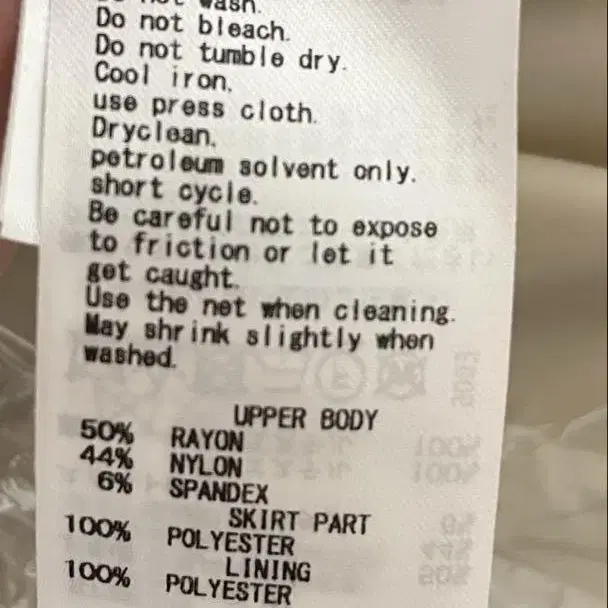 wash.
Do not bleach.
Do not tumble dry.
Cool iron.
use press cloth.
Dryclean.
petroleum solvent only.
short cycle.
Be careful not to expose
to friction or let it
get caught.
Use the net when cleaning.
May shrink slightly when
washed.
UPPER BODY
50% RAYON
44% NYLON
6% SPANDEX
SKIRT PART
100% POLYESTER
LINING
100% POLYESTER